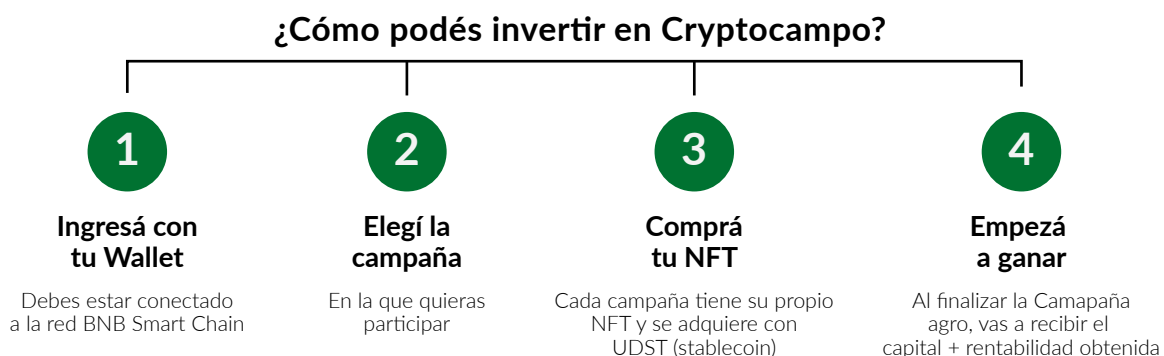 ¿Cómo podés invertir en Cryptocampo?
1
Ingresá con
tu Wallet
Debes estar conectado
a la red BNB Smart Chain
2
Elegí la
campaña
En la que quieras
participar
3
Comprá
tu NFT
Cada campaña tiene su propio
NFT y se adquiere con
UDST (stablecoin)
4
Empezá
a ganar
Al finalizar la Camapaña
agro, vas a recibir el
capital + rentabilidad obtenida